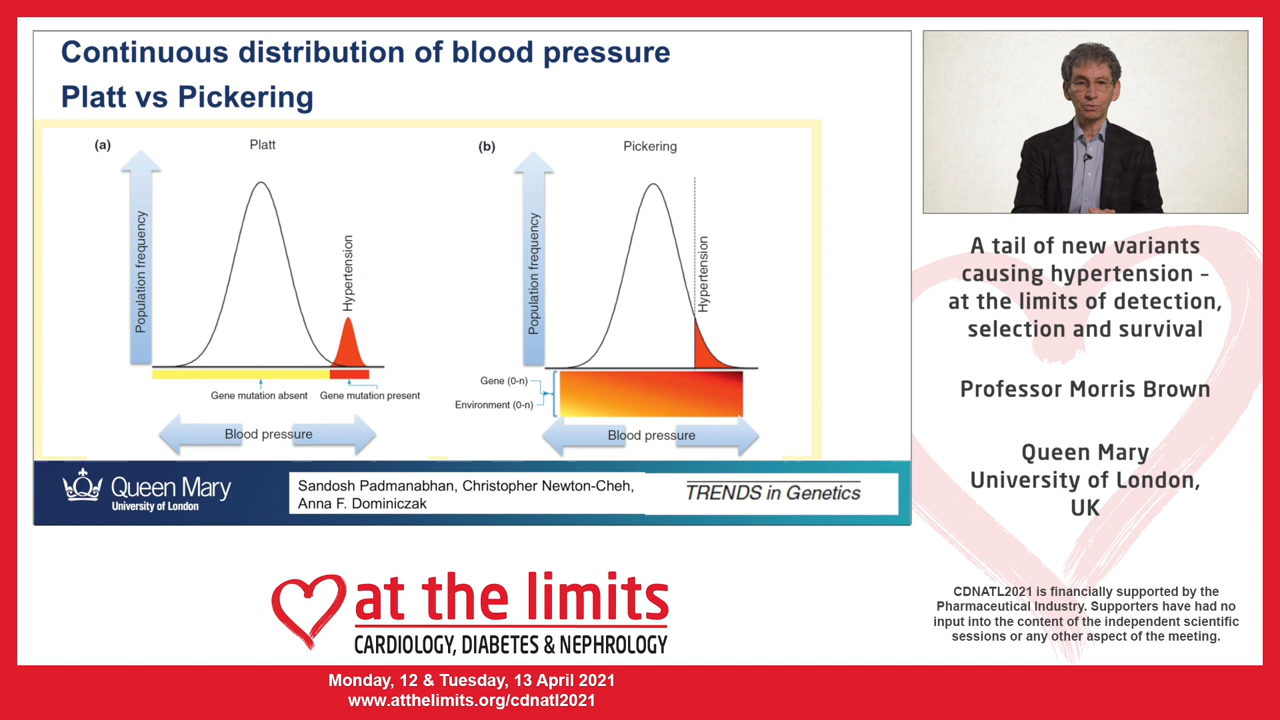 Continuous distribution of blood pressure
Platt vs Pickering
(a)
Platt
Population frequency
Hypertension
Gene mutation absent
Gene mutation present
Blood pressure
(b)
Pickering
Population frequency
Hypertension
Gene (0-n)
Environment (0-n)
Blood pressure
Queen Mary
University of London
Sandosh Padmanabhan, Christopher Newton-Cheh,
Anna F. Dominiczak
TRENDS in Genetics
A tail of new variants
causing hypertension –
at the limits of detection,
selection and survival
Professor Morris Brown
Queen Mary
University of London,
UK
CDNATL2021 is financially supported by the
Pharmaceutical Industry. Supporters have had no
input into the content of the independent scientific
sessions or any other aspect of the meeting.
at the limits
CARDIOLOGY, DIABETES & NEPHROLOGY
Monday, 12 & Tuesday, 13 April 2021
www.atthelimits.org/cdnatl2021